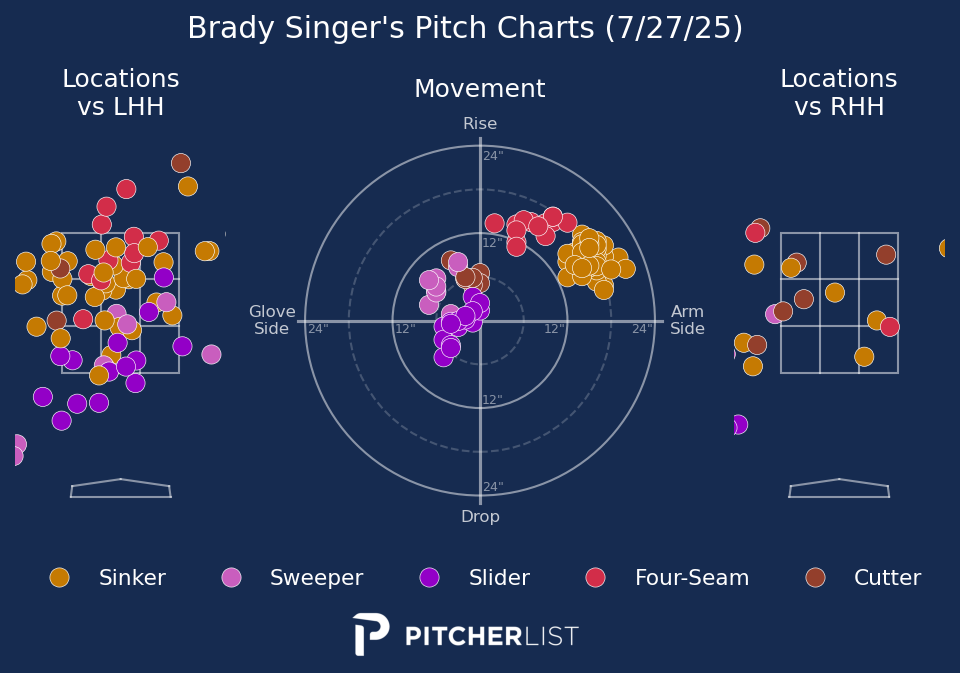 Brady Singer's Pitch Charts (7/27/25)
Locations
vs LHH
Movement
Locations
vs RHH
Rise
24"
12"
Glove
Side
24"
12"
12"
24"
Arm
Side
12"
24"
Drop
Sinker
Sweeper
Slider
Four-Seam
Cutter
PITCHERLIST